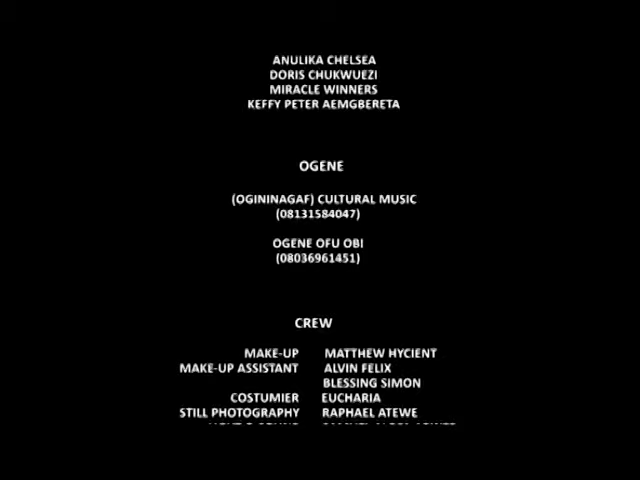 ANULIKA CHELSEA
DORIS CHUKWUEZI
MIRACLE WINNERS
KEFFY PETER AEMGBERETA
OGENE
(OGININAGAF) CULTURAL MUSIC
(08131584047)
OGENE OFU OBI
(08036961451)
CREW
MAKE-UP MATTHEW HYCIENT
MAKE-UP ASSISTANT ALVIN FELIX
BLESSING SIMON
COSTUMIER EUCHARIA
STILL PHOTOGRAPHY RAPHAEL ATEWE